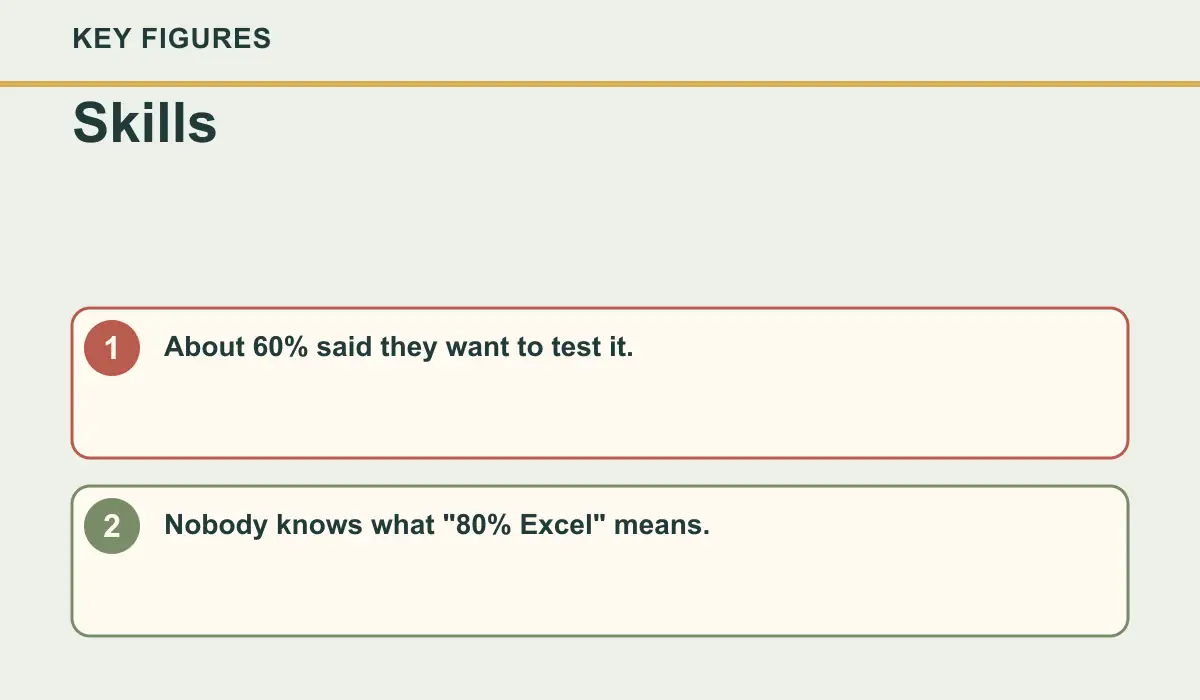 KEY FIGURES
Skills
1 About 60% said they want to test it.
2 Nobody knows what "80% Excel" means.